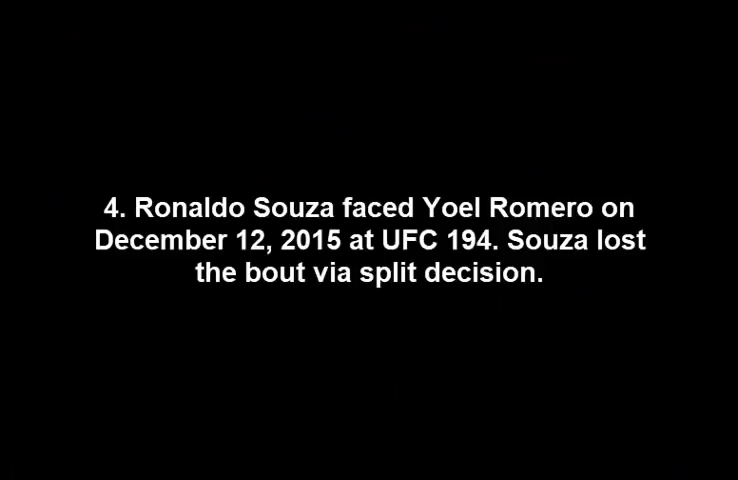 4. Ronaldo Souza faced Yoel Romero on
December 12, 2015 at UFC 194. Souza lost
the bout via split decision.